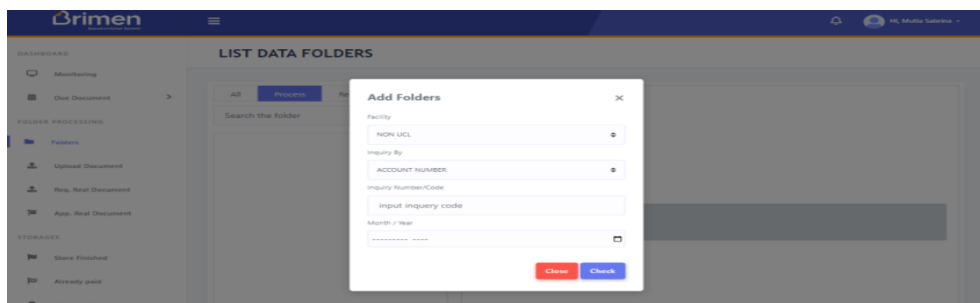 Brimen
Hi, Mutia Sabrina
DASHBOARD
LIST DATA FOLDERS
Monitoring
Due Document
All
Process
Add Folders
×
Search the folder
Facility
NON UCL
FOLDER PROCESSING
Folders
Inquiry By
ACCOUNT NUMBER
Upload Document
Inquiry Number/Code
Req. Real Document
input inquery code
App. Real Document
Month / Year
--------- ----
STORAGES
Store Finished
Close
Check
Already paid